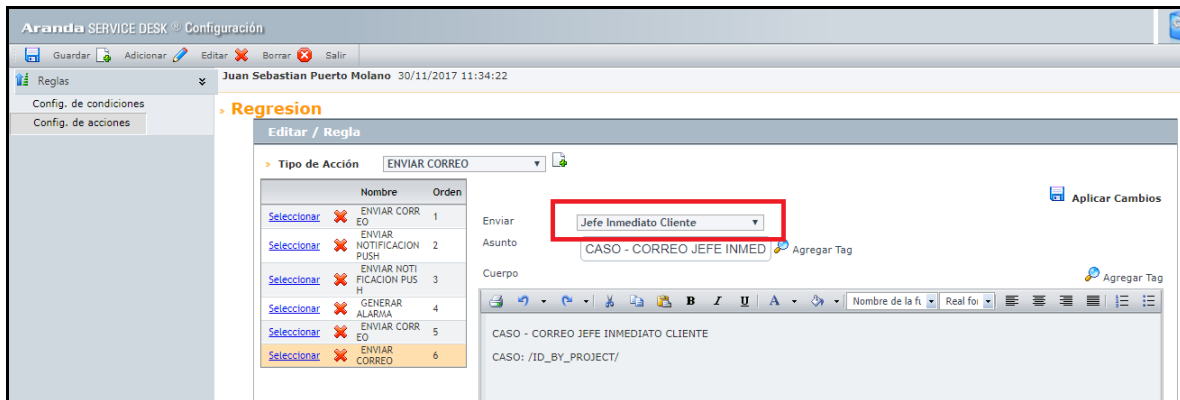 Aranda SERVICE DESK ® Configuración
Guardar Adicionar Editar Borrar Salir
Reglas
Juan Sebastian Puerto Molano 30/11/2017 11:34:22
Config. de condiciones
Config. de acciones
» Regresion
Editar / Regla
» Tipo de Acción ENVIAR CORREO
Nombre Orden
Aplicar Cambios
Seleccionar ENVIAR CORR
EO 1
Seleccionar ENVIAR
NOTIFICACION
PUSH 2
Seleccionar ENVIAR NOTI
FICACION PUS
H 3
Seleccionar GENERAR
ALARMA 4
Seleccionar ENVIAR CORR
EO 5
Seleccionar ENVIAR
CORREO 6
Enviar Jefe Inmediato Cliente
Asunto CASO - CORREO JEFE INMED Agregar Tag
Cuerpo Agregar Tag
B I U A Nombre de la fu Real for
CASO - CORREO JEFE INMEDIATO CLIENTE
CASO: /ID_BY_PROJECT/